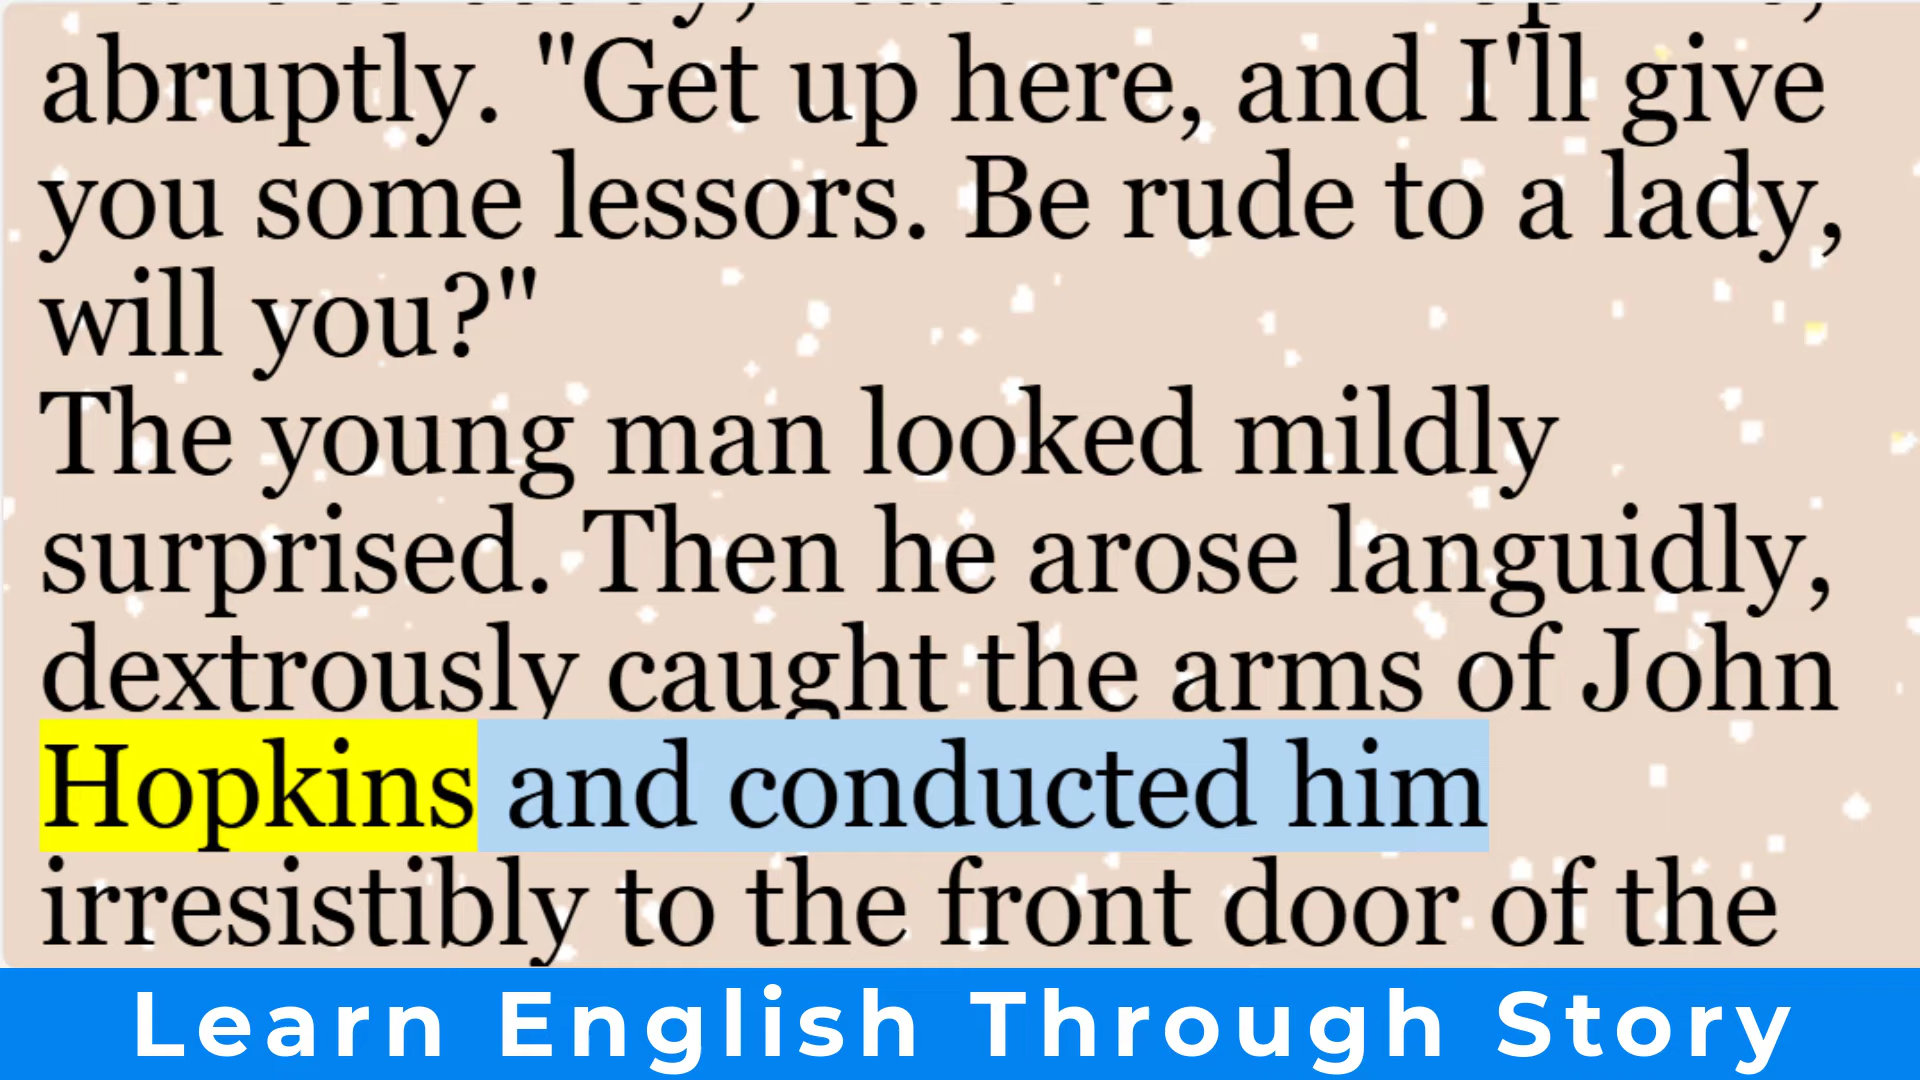 abruptly. "Get up here, and I'll give
you some lessors. Be rude to a lady,
will you?"
The young man looked mildly
surprised. Then he arose languidly,
dextrously caught the arms of John
Hopkins and conducted him
irresistibly to the front door of the
Learn English Through Story